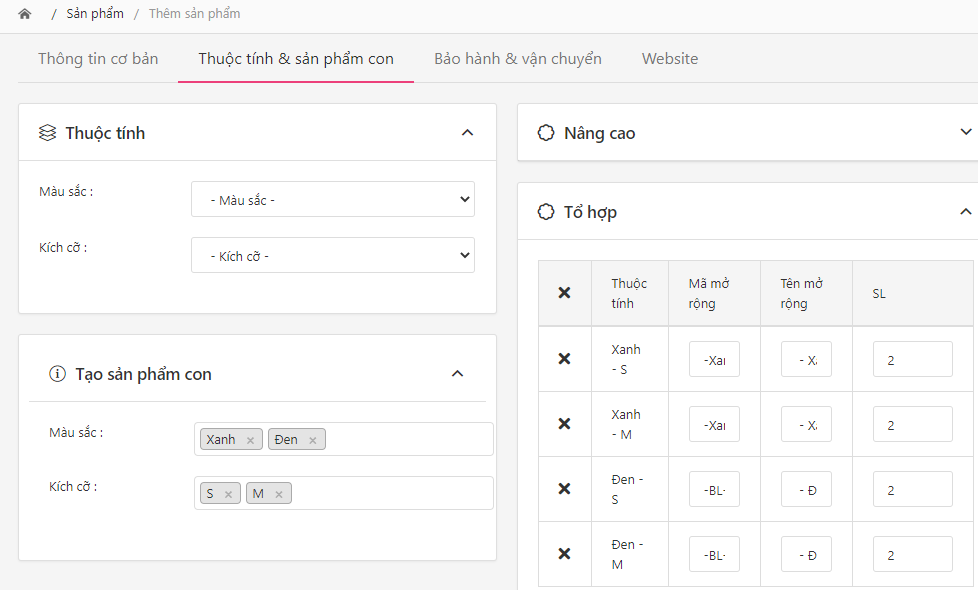 / Sản phẩm / Thêm sản phẩm
Thông tin cơ bản Thuộc tính & sản phẩm con Bảo hành & vận chuyển Website
Thuộc tính
Màu sắc :
- Màu sắc -
Kích cỡ :
- Kích cỡ -
Tạo sản phẩm con
Màu sắc :
Xanh × Đen ×
Kích cỡ :
S × M ×
Nâng cao
Tổ hợp
Thuộc
tính
Mã mở
rộng
Tên mở
rộng
SL
Xanh
- S
-Xai
- X
2
Xanh
- M
-Xai
- X
2
Đen -
S
-BL-
- Đ
2
Đen -
M
-BL-
- Đ
2